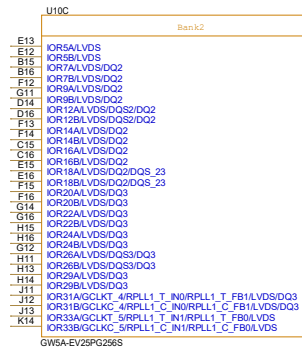 U10C
Bank2
E13 IOR5A/LVDS
E12 IOR5B/LVDS
B15 IOR7A/LVDS/DQ2
B16 IOR7B/LVDS/DQ2
F12 IOR9A/LVDS/DQ2
G11 IOR9B/LVDS/DQ2
D14 IOR12A/LVDS/DQS2/DQ2
D16 IOR12B/LVDS/DQS2/DQ2
F13 IOR14A/LVDS/DQ2
F14 IOR14B/LVDS/DQ2
C15 IOR16A/LVDS/DQ2
C16 IOR16B/LVDS/DQ2
E15 IOR18A/LVDS/DQ2/DQS_23
E16 IOR18B/LVDS/DQ2/DQS_23
F15 IOR20A/LVDS/DQ3
F16 IOR20B/LVDS/DQ3
G14 IOR22A/LVDS/DQ3
G16 IOR22B/LVDS/DQ3
H15 IOR24A/LVDS/DQ3
H16 IOR24B/LVDS/DQ3
G12 IOR26A/LVDS/DQS3/DQ3
H11 IOR26B/LVDS/DQS3/DQ3
H13 IOR29A/LVDS/DQ3
H14 IOR29B/LVDS/DQ3
J11 IOR31A/GCLKT_4/RPLL1_T_IN0/RPLL1_T_FB1/LVDS/DQ3
J12 IOR31B/GCLKC_4/RPLL1_C_IN0/RPLL1_C_FB1/LVDS/DQ3
J13 IOR33A/GCLKT_5/RPLL1_T_IN1/RPLL1_T_FB0/LVDS
K14 IOR33B/GCLKC_5/RPLL1_C_IN1/RPLL1_C_FB0/LVDS
GW5A-EV25PG256S